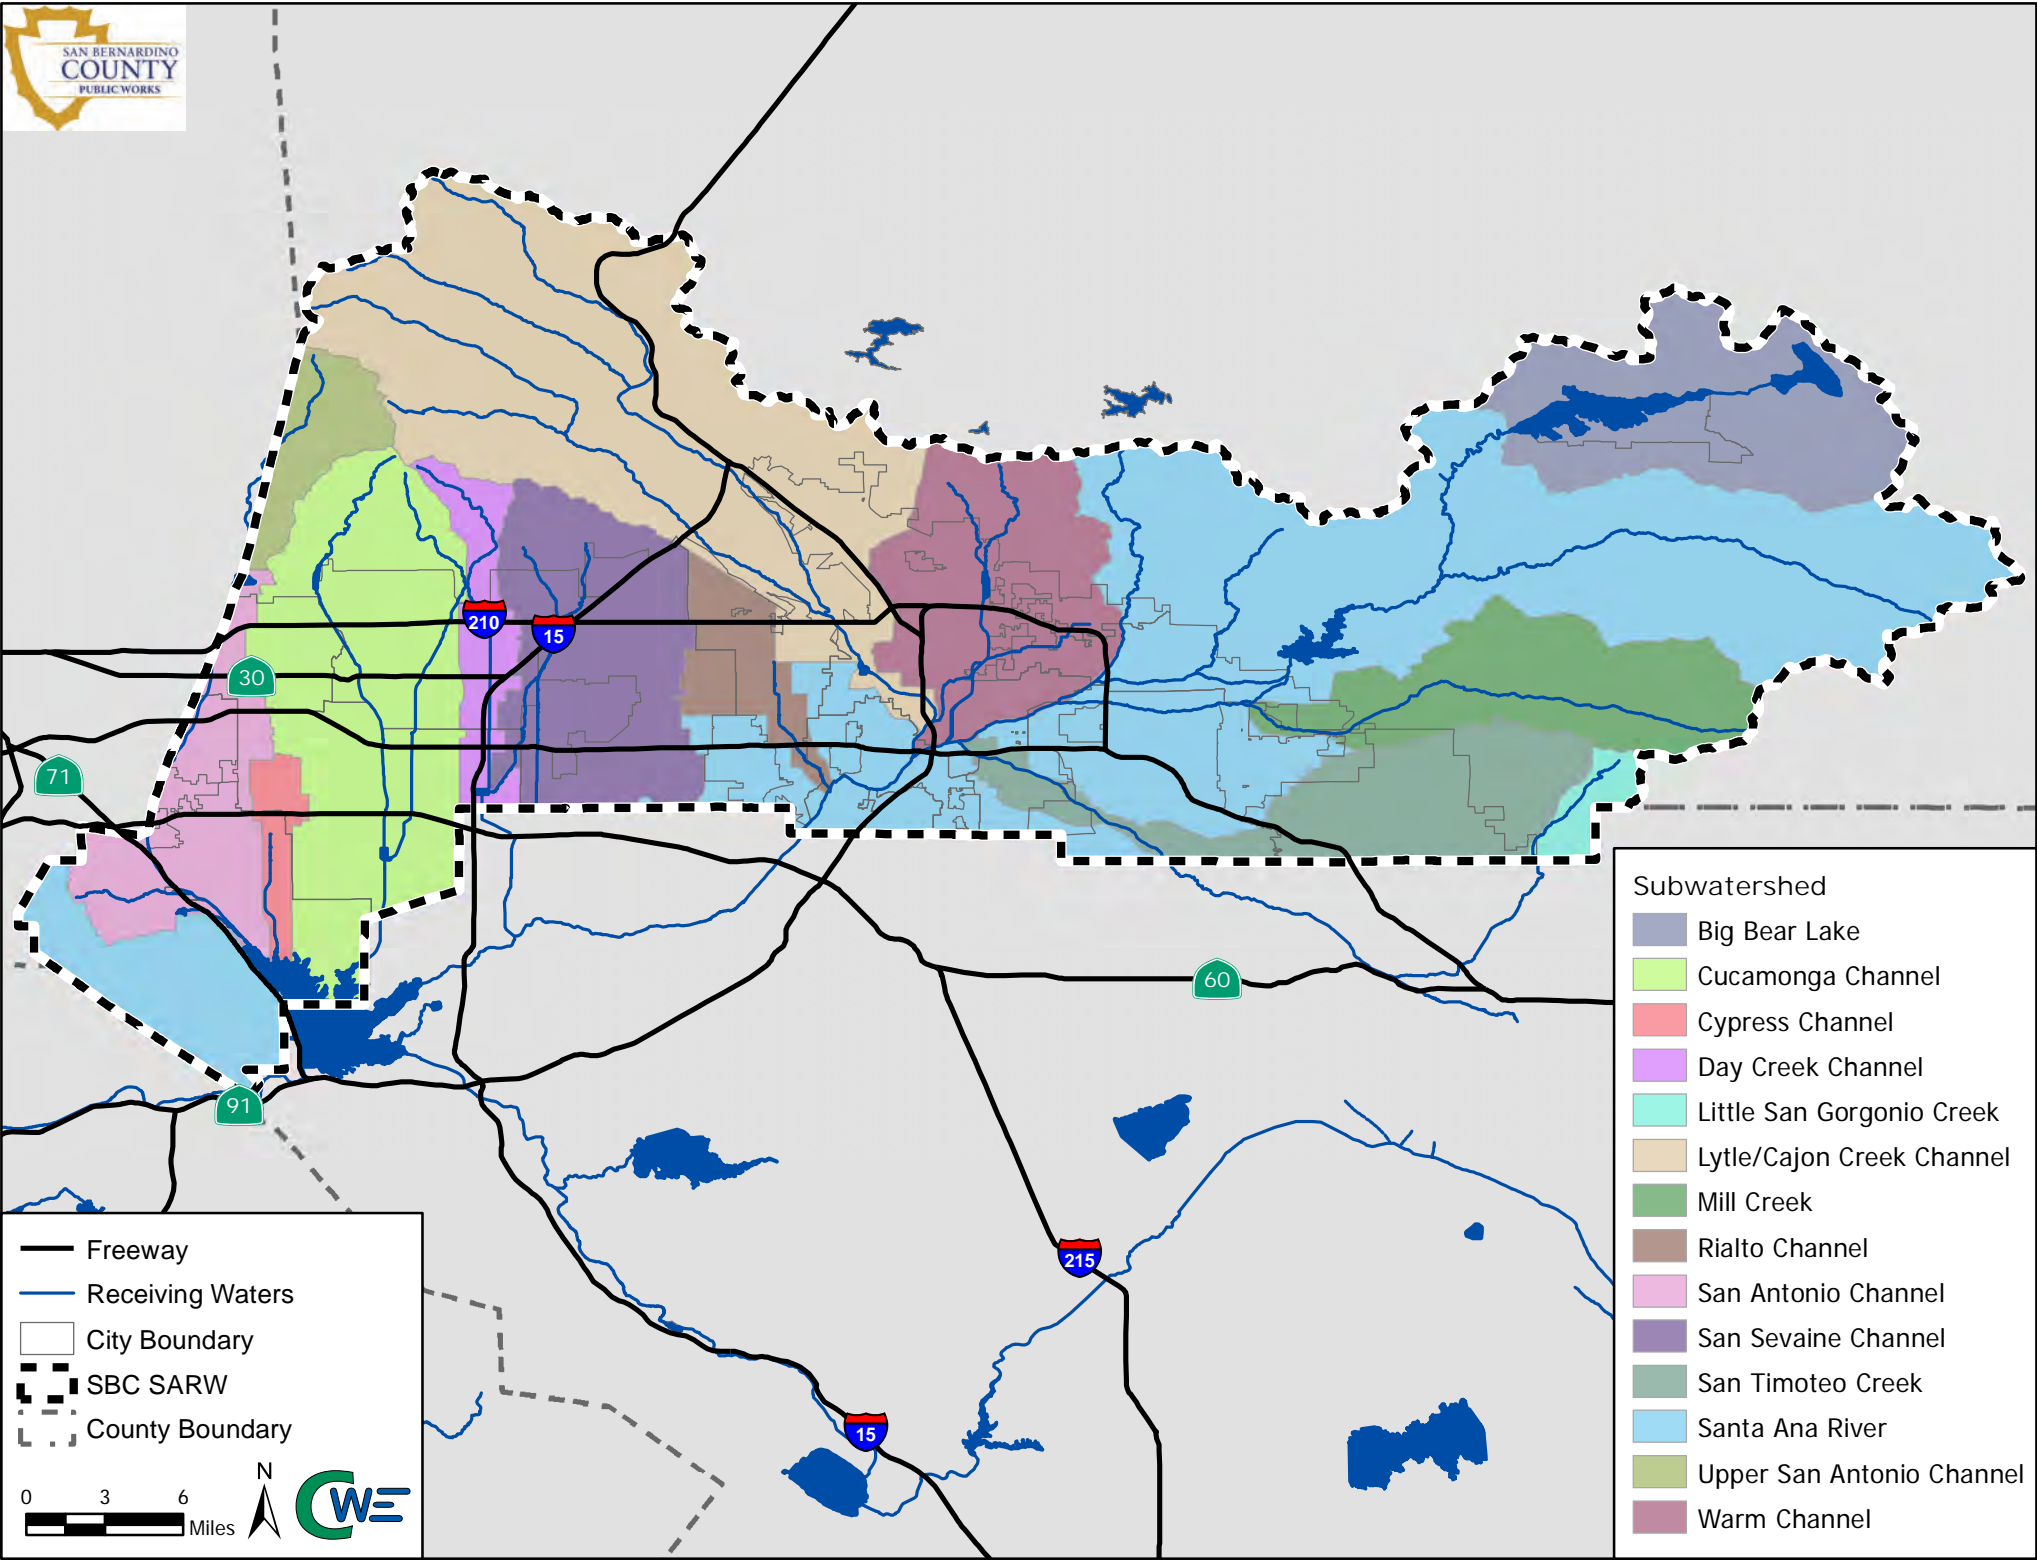 SAN BERNARDINO
COUNTY
PUBLIC WORKS
210
15
30
71
60
91
215
15
Subwatershed
Big Bear Lake
Cucamonga Channel
Cypress Channel
Day Creek Channel
Little San Gorgonio Creek
Lytle/Cajon Creek Channel
Mill Creek
Rialto Channel
San Antonio Channel
San Sevaine Channel
San Timoteo Creek
Santa Ana River
Upper San Antonio Channel
Warm Channel
Freeway
Receiving Waters
City Boundary
SBC SARW
County Boundary
0 3 6
Miles
N
CWE